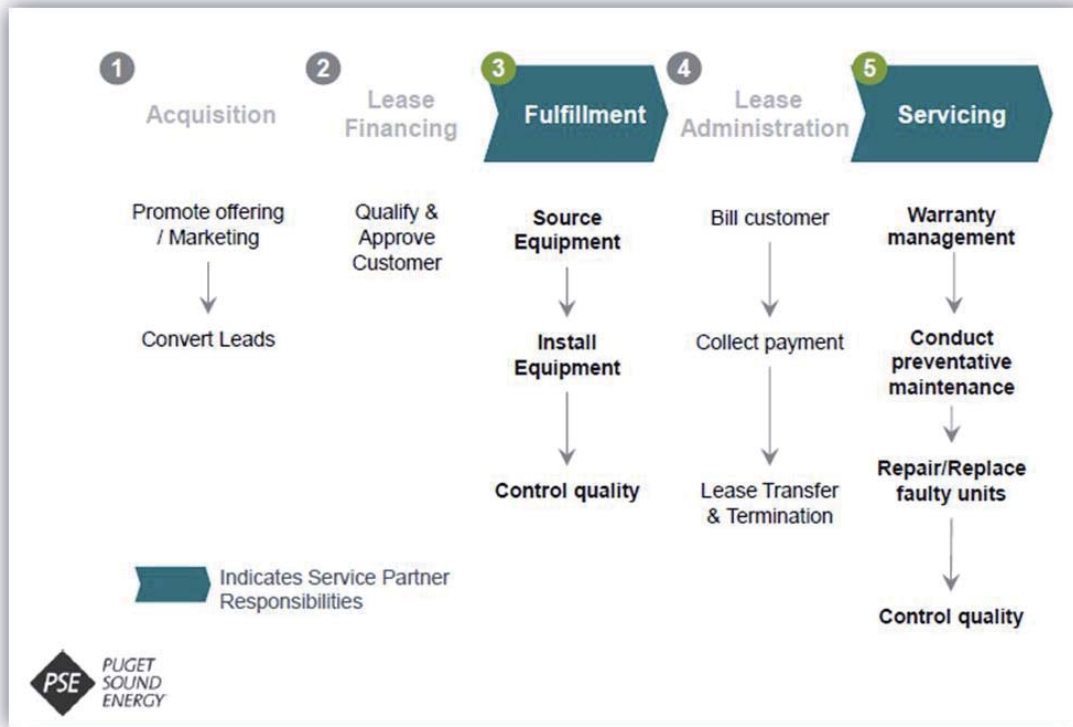 1
Acquisition
Promote offering
/ Marketing
Convert Leads
2
Lease
Financing
Qualify &
Approve
Customer
3
Fulfillment
Source
Equipment
Install
Equipment
Control quality
4
Lease
Administration
Bill customer
Collect payment
Lease Transfer
& Termination
5
Servicing
Warranty
management
Conduct
preventative
maintenance
Repair/Replace
faulty units
Control quality
Indicates Service Partner
Responsibilities
PSE
PUGET
SOUND
ENERGY